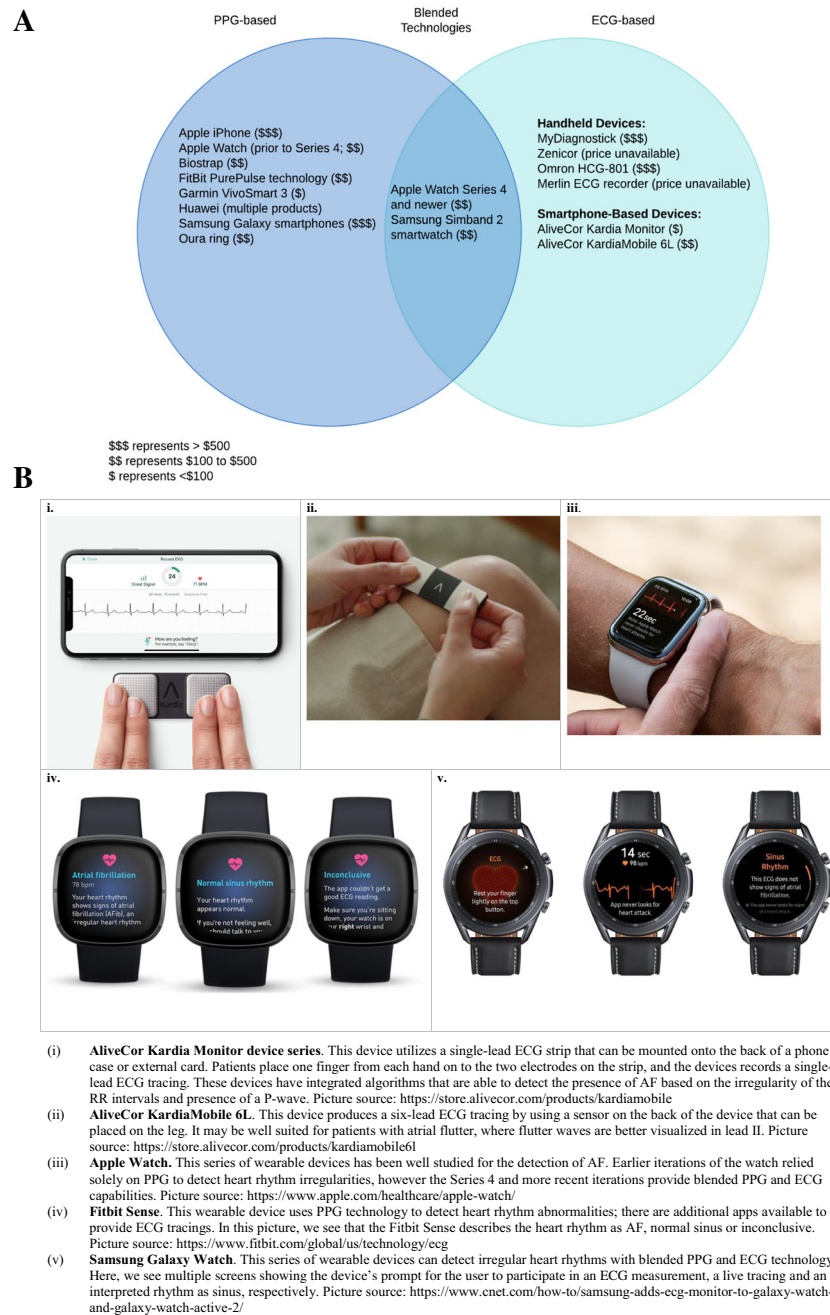 A
PPG-based
Blended
Technologies
ECG-based
Apple iPhone ($$$)
Apple Watch (prior to Series 4; $$)
Biostrap ($$)
FitBit PurePulse technology ($$)
Garmin VivoSmart 3 ($)
Huawei (multiple products)
Samsung Galaxy smartphones ($$$)
Oura ring ($$)
Apple Watch Series 4
and newer ($$)
Samsung Simband 2
smartwatch ($$)
Handheld Devices:
MyDiagnostick ($$$)
Zenicor (price unavailable)
Omron HCG-801 ($$$)
Merlin ECG recorder (price unavailable)
Smartphone-Based Devices:
AliveCor Kardia Monitor ($)
AliveCor KardiaMobile 6L ($$)
$$$ represents > $500
$$ represents $100 to $500
$ represents <$100
B
i.
Record EKG
24
Great Signal
71 BPM
How are you feeling?
For example, say "Dizzy"
Kardia
ii.
iii.
22sec
Note: Apple Watch
never checks for
heart attacks.
iv.
Atrial fibrillation
78 bpm
Your heart rhythm
shows signs of atrial
fibrillation (AFib), an
irregular heart rhythm
Normal sinus rhythm
Your heart rhythm
appears normal.
If you're not feeling well,
should talk to
Inconclusive
The app couldn't get a
good ECG reading.
Make sure you're sitting
down, your watch is on
your right wrist and
v.
ECG
Rest your finger
lightly on the top
button.
14 sec
98 bpm
App never looks for
heart attack.
Sinus
Rhythm
This ECG does not
show signs of atrial
fibrillation.
(i) AliveCor Kardia Monitor device series. This device utilizes a single-lead ECG strip that can be mounted onto the back of a phone
case or external card. Patients place one finger from each hand on to the two electrodes on the strip, and the devices records a single-
lead ECG tracing. These devices have integrated algorithms that are able to detect the presence of AF based on the irregularity of the
RR intervals and presence of a P-wave. Picture source: https://store.alivecor.com/products/kardiamobile
(ii) AliveCor KardiaMobile 6L. This device produces a six-lead ECG tracing by using a sensor on the back of the device that can be
placed on the leg. It may be well suited for patients with atrial flutter, where flutter waves are better visualized in lead II. Picture
source: https://store.alivecor.com/products/kardiamobile6l
(iii) Apple Watch. This series of wearable devices has been well studied for the detection of AF. Earlier iterations of the watch relied
solely on PPG to detect heart rhythm irregularities, however the Series 4 and more recent iterations provide blended PPG and ECG
capabilities. Picture source: https://www.apple.com/healthcare/apple-watch/
(iv) Fitbit Sense. This wearable device uses PPG technology to detect heart rhythm abnormalities; there are additional apps available to
provide ECG tracings. In this picture, we see that the Fitbit Sense describes the heart rhythm as AF, normal sinus or inconclusive.
Picture source: https://www.fitbit.com/global/us/technology/ecg
(v) Samsung Galaxy Watch. This series of wearable devices can detect irregular heart rhythms with blended PPG and ECG technology
Here, we see multiple screens showing the device's prompt for the user to participate in an ECG measurement, a live tracing and an
interpreted rhythm as sinus, respectively. Picture source: https://www.cnet.com/how-to/samsung-adds-ecg-monitor-to-galaxy-watch-
and-galaxy-watch-active-2/